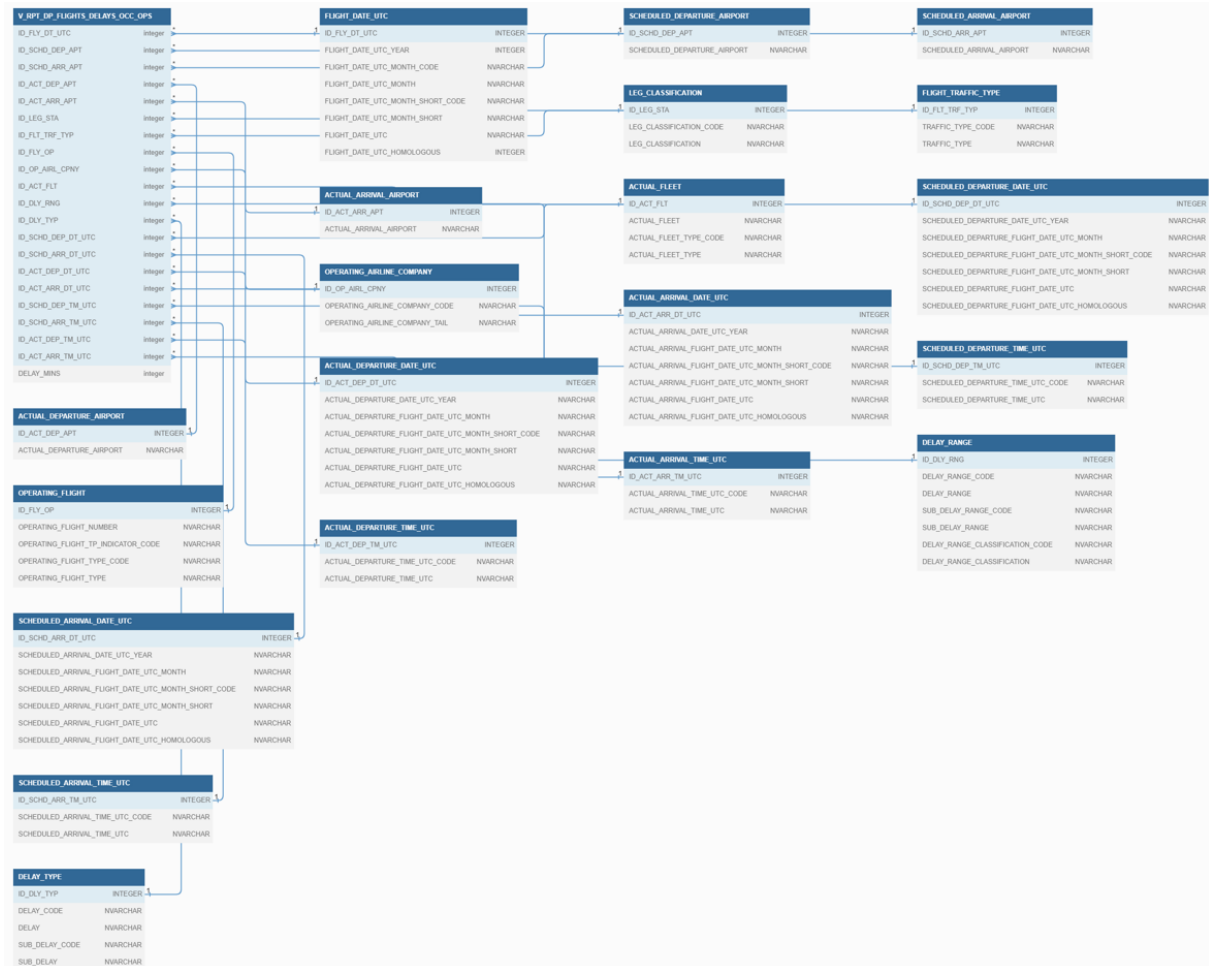 V_RPT_DP_FLIGHTS_DELAYS_OCC_OPS
ID_FLY_DT_UTC integer
ID_SCHD_DEP_APT integer
ID_SCHD_ARR_APT integer
ID_ACT_DEP_APT integer
ID_ACT_ARR_APT integer
ID_LEG_STA integer
ID_FLT_TRF_TYP integer
ID_FLY_OP integer
ID_OP_AIRL_CPNY integer
ID_ACT_FLT integer
ID_DLY_RNG integer
ID_DLY_TYP integer
ID_SCHD_DEP_DT_UTC integer
ID_SCHD_ARR_DT_UTC integer
ID_ACT_DEP_DT_UTC integer
ID_ACT_ARR_DT_UTC integer
ID_SCHD_DEP_TM_UTC integer
ID_SCHD_ARR_TM_UTC integer
ID_ACT_DEP_TM_UTC integer
ID_ACT_ARR_TM_UTC integer
DELAY_MINS integer
ACTUAL_DEPARTURE_AIRPORT
ID_ACT_DEP_APT INTEGER
ACTUAL_DEPARTURE_AIRPORT NVARCHAR
OPERATING_FLIGHT
ID_FLY_OP INTEGER
OPERATING_FLIGHT_NUMBER NVARCHAR
OPERATING_FLIGHT_TP_INDICATOR_CODE NVARCHAR
OPERATING_FLIGHT_TYPE_CODE NVARCHAR
OPERATING_FLIGHT_TYPE NVARCHAR
SCHEDULED_ARRIVAL_DATE_UTC
ID_SCHD_ARR_DT_UTC INTEGER
SCHEDULED_ARRIVAL_DATE_UTC_YEAR NVARCHAR
SCHEDULED_ARRIVAL_FLIGHT_DATE_UTC_MONTH NVARCHAR
SCHEDULED_ARRIVAL_FLIGHT_DATE_UTC_MONTH_SHORT_CODE NVARCHAR
SCHEDULED_ARRIVAL_FLIGHT_DATE_UTC_MONTH_SHORT NVARCHAR
SCHEDULED_ARRIVAL_FLIGHT_DATE_UTC NVARCHAR
SCHEDULED_ARRIVAL_FLIGHT_DATE_UTC_HOMOLOGOUS NVARCHAR
SCHEDULED_ARRIVAL_TIME_UTC
ID_SCHD_ARR_TM_UTC INTEGER
SCHEDULED_ARRIVAL_TIME_UTC_CODE NVARCHAR
SCHEDULED_ARRIVAL_TIME_UTC NVARCHAR
DELAY_TYPE
ID_DLY_TYP INTEGER
DELAY_CODE NVARCHAR
DELAY NVARCHAR
SUB_DELAY_CODE NVARCHAR
SUB_DELAY NVARCHAR
FLIGHT_DATE_UTC
ID_FLY_DT_UTC INTEGER
FLIGHT_DATE_UTC_YEAR INTEGER
FLIGHT_DATE_UTC_MONTH_CODE NVARCHAR
FLIGHT_DATE_UTC_MONTH NVARCHAR
FLIGHT_DATE_UTC_MONTH_SHORT_CODE NVARCHAR
FLIGHT_DATE_UTC_MONTH_SHORT NVARCHAR
FLIGHT_DATE_UTC NVARCHAR
FLIGHT_DATE_UTC_HOMOLOGOUS INTEGER
ACTUAL_ARRIVAL_AIRPORT
ID_ACT_ARR_APT INTEGER
ACTUAL_ARRIVAL_AIRPORT NVARCHAR
OPERATING_AIRLINE_COMPANY
ID_OP_AIRL_CPNY INTEGER
OPERATING_AIRLINE_COMPANY_CODE NVARCHAR
OPERATING_AIRLINE_COMPANY_TAIL NVARCHAR
ACTUAL_DEPARTURE_DATE_UTC
ID_ACT_DEP_DT_UTC INTEGER
ACTUAL_DEPARTURE_DATE_UTC_YEAR NVARCHAR
ACTUAL_DEPARTURE_FLIGHT_DATE_UTC_MONTH NVARCHAR
ACTUAL_DEPARTURE_FLIGHT_DATE_UTC_MONTH_SHORT_CODE NVARCHAR
ACTUAL_DEPARTURE_FLIGHT_DATE_UTC_MONTH_SHORT NVARCHAR
ACTUAL_DEPARTURE_FLIGHT_DATE_UTC NVARCHAR
ACTUAL_DEPARTURE_FLIGHT_DATE_UTC_HOMOLOGOUS NVARCHAR
ACTUAL_DEPARTURE_TIME_UTC
ID_ACT_DEP_TM_UTC INTEGER
ACTUAL_DEPARTURE_TIME_UTC_CODE NVARCHAR
ACTUAL_DEPARTURE_TIME_UTC NVARCHAR
SCHEDULED_DEPARTURE_AIRPORT
ID_SCHD_DEP_APT INTEGER
SCHEDULED_DEPARTURE_AIRPORT NVARCHAR
LEG_CLASSIFICATION
ID_LEG_STA INTEGER
LEG_CLASSIFICATION_CODE NVARCHAR
LEG_CLASSIFICATION NVARCHAR
ACTUAL_FLEET
ID_ACT_FLT INTEGER
ACTUAL_FLEET NVARCHAR
ACTUAL_FLEET_TYPE_CODE NVARCHAR
ACTUAL_FLEET_TYPE NVARCHAR
ACTUAL_ARRIVAL_DATE_UTC
ID_ACT_ARR_DT_UTC INTEGER
ACTUAL_ARRIVAL_DATE_UTC_YEAR NVARCHAR
ACTUAL_ARRIVAL_FLIGHT_DATE_UTC_MONTH NVARCHAR
ACTUAL_ARRIVAL_FLIGHT_DATE_UTC_MONTH_SHORT_CODE NVARCHAR
ACTUAL_ARRIVAL_FLIGHT_DATE_UTC_MONTH_SHORT NVARCHAR
ACTUAL_ARRIVAL_FLIGHT_DATE_UTC NVARCHAR
ACTUAL_ARRIVAL_FLIGHT_DATE_UTC_HOMOLOGOUS NVARCHAR
ACTUAL_ARRIVAL_TIME_UTC
ID_ACT_ARR_TM_UTC INTEGER
ACTUAL_ARRIVAL_TIME_UTC_CODE NVARCHAR
ACTUAL_ARRIVAL_TIME_UTC NVARCHAR
SCHEDULED_ARRIVAL_AIRPORT
ID_SCHD_ARR_APT INTEGER
SCHEDULED_ARRIVAL_AIRPORT NVARCHAR
FLIGHT_TRAFFIC_TYPE
ID_FLT_TRF_TYP INTEGER
TRAFFIC_TYPE_CODE NVARCHAR
TRAFFIC_TYPE NVARCHAR
SCHEDULED_DEPARTURE_DATE_UTC
ID_SCHD_DEP_DT_UTC INTEGER
SCHEDULED_DEPARTURE_DATE_UTC_YEAR NVARCHAR
SCHEDULED_DEPARTURE_FLIGHT_DATE_UTC_MONTH NVARCHAR
SCHEDULED_DEPARTURE_FLIGHT_DATE_UTC_MONTH_SHORT_CODE NVARCHAR
SCHEDULED_DEPARTURE_FLIGHT_DATE_UTC_MONTH_SHORT NVARCHAR
SCHEDULED_DEPARTURE_FLIGHT_DATE_UTC NVARCHAR
SCHEDULED_DEPARTURE_FLIGHT_DATE_UTC_HOMOLOGOUS NVARCHAR
SCHEDULED_DEPARTURE_TIME_UTC
ID_SCHD_DEP_TM_UTC INTEGER
SCHEDULED_DEPARTURE_TIME_UTC_CODE NVARCHAR
SCHEDULED_DEPARTURE_TIME_UTC NVARCHAR
DELAY_RANGE
ID_DLY_RNG INTEGER
DELAY_RANGE_CODE NVARCHAR
DELAY_RANGE NVARCHAR
SUB_DELAY_RANGE_CODE NVARCHAR
SUB_DELAY_RANGE NVARCHAR
DELAY_RANGE_CLASSIFICATION_CODE NVARCHAR
DELAY_RANGE_CLASSIFICATION NVARCHAR